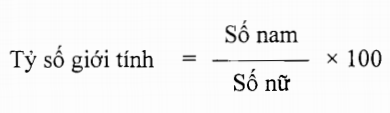 Số nam
Tỷ số giới tính = × 100
Số nữ